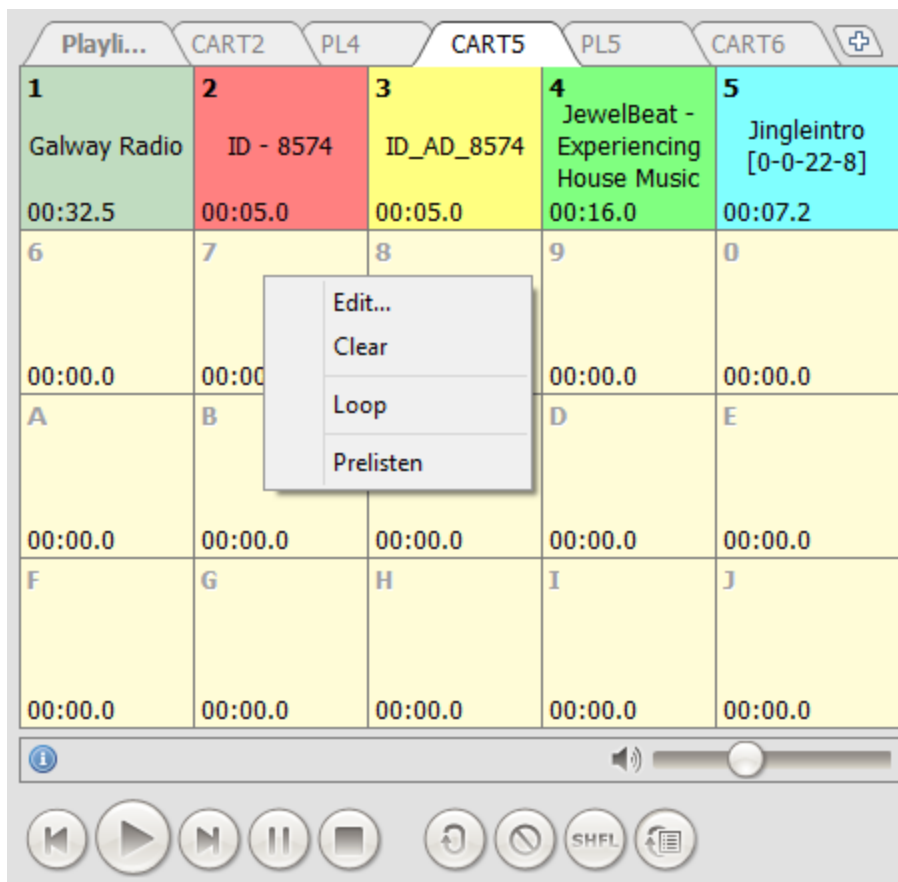 Playli... CART2 PL4 CART5 PL5 CART6
1 2 3 4 5
Galway Radio
ID - 8574
ID_AD_8574
JewelBeat -
Experiencing
House Music
Jingleintro
[0-0-22-8]
00:32.5 00:05.0 00:05.0 00:16.0 00:07.2
6 7 8 9 0
Edit...
Clear
Loop
Prelisten
00:00.0 00:00 00:00.0 00:00.0
A B D E
00:00.0 00:00.0 00:00.0 00:00.0 00:00.0
F G H I J
00:00.0 00:00.0 00:00.0 00:00.0 00:00.0
SHFL